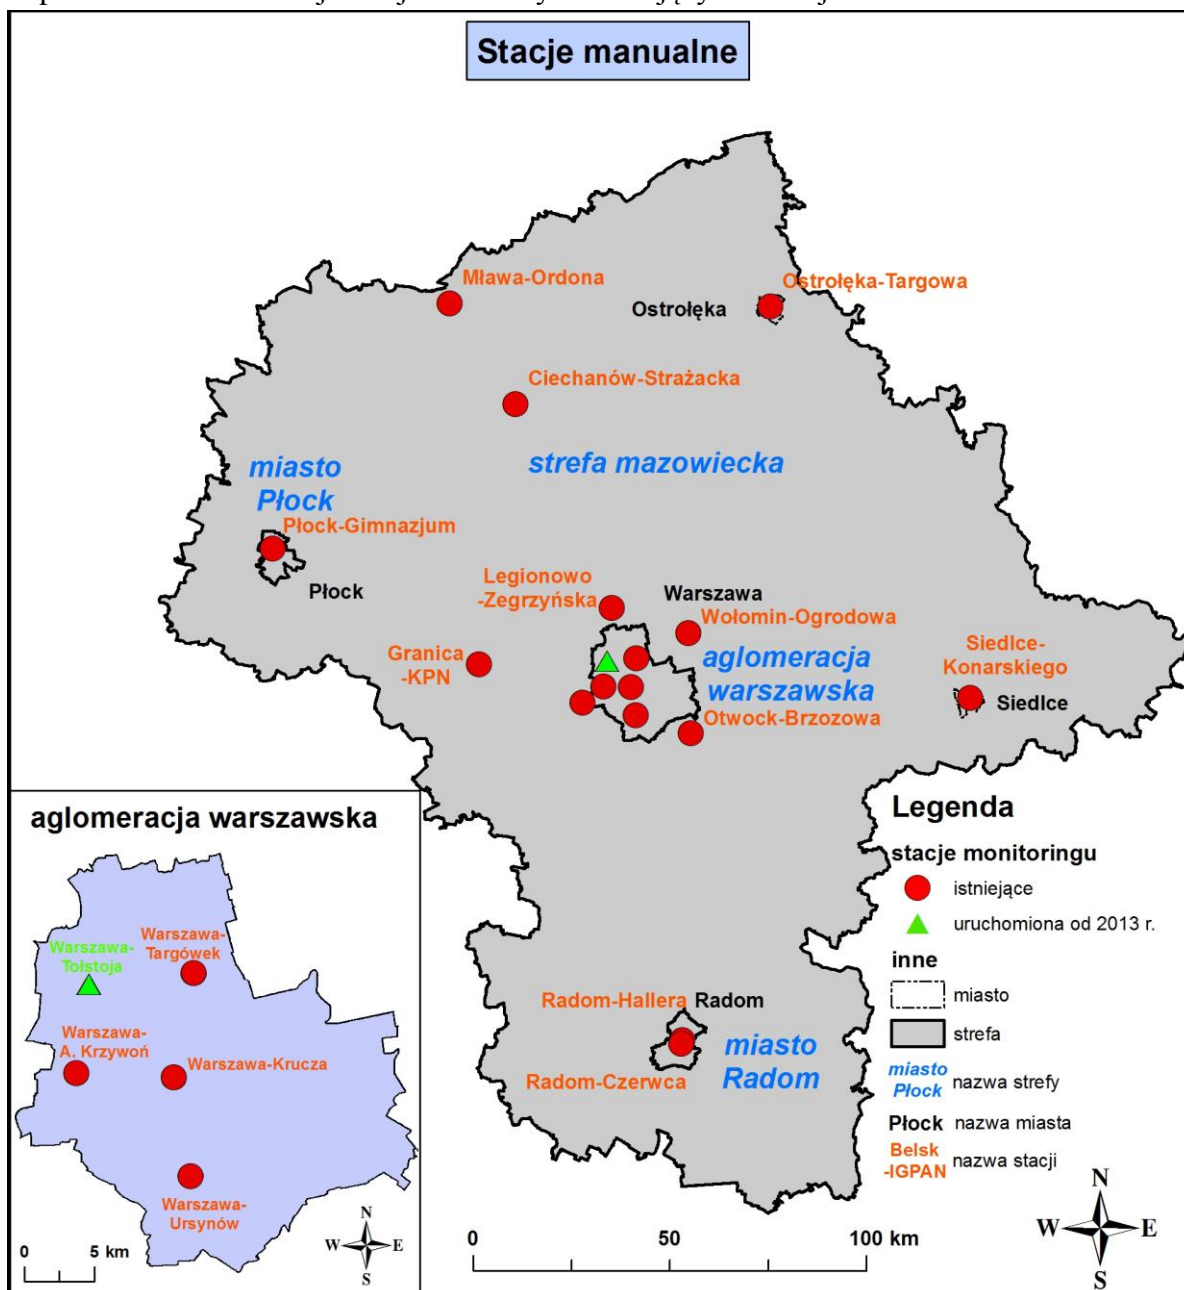 Stacje manualne
Mława-Ordona
Ostrołęka-Targowa
Ostrołęka
Ciechanów-Strażacka
miasto
Płock
strefa mazowiecka
Płock-Gimnazjum
Płock
Legionowo
-Zegrzyńska
Warszawa
Wołomin-Ogrodowa
Granica
-KPN
aglomeracja
warszawska
Siedlce-
Konarskiego
Siedlce
Otwock-Brzozowa
aglomeracja warszawska
Warszawa-
Tołstoja
Warszawa-
Targówek
Warszawa-
A. Krzywoń
Warszawa-Krucza
Warszawa-
Ursynów
0 5 km
N
W E
S
Radom-Hallera
Radom
Radom-Czerwca
miasto
Radom
0 50 100 km
Legenda
stacje monitoringu
istniejące
uruchomiona od 2013 r.
inne
miasto
strefa
miasto
Płock
nazwa strefy
Płock nazwa miasta
Belsk
-IGPAN
nazwa stacji
N
W E
S